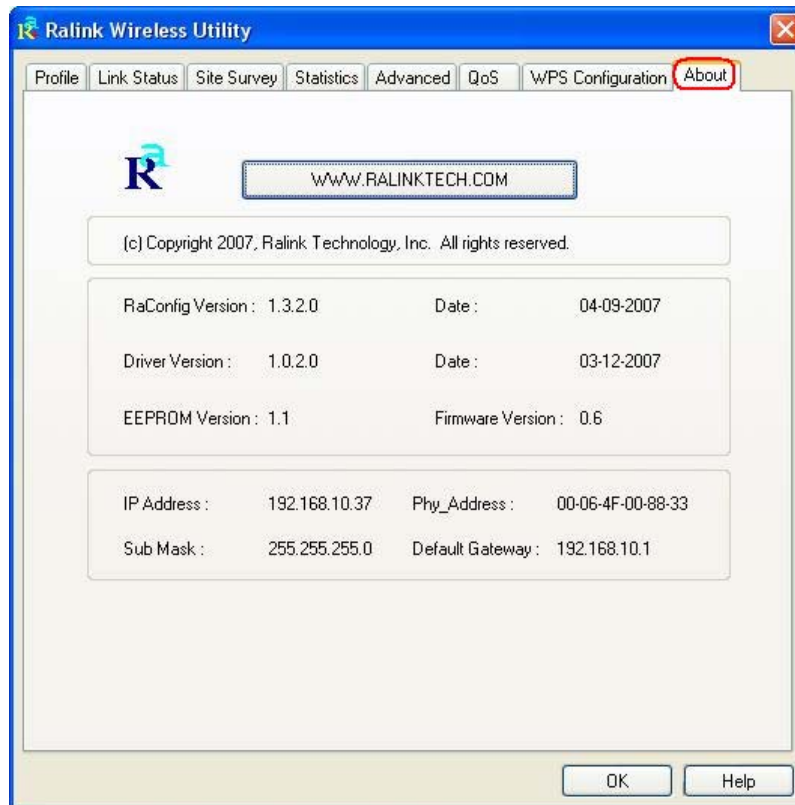 Ra Ralink Wireless Utility
Profile Link Status Site Survey Statistics Advanced QoS WPS Configuration About
Ra WWW.RALINKTECH.COM
(c) Copyright 2007, Ralink Technology, Inc. All rights reserved.
RaConfig Version : 1.3.2.0 Date : 04-09-2007
Driver Version : 1.0.2.0 Date : 03-12-2007
EEPROM Version : 1.1 Firmware Version : 0.6
IP Address : 192.168.10.37 Phy_Address : 00-06-4F-00-88-33
Sub Mask : 255.255.255.0 Default Gateway : 192.168.10.1
OK Help